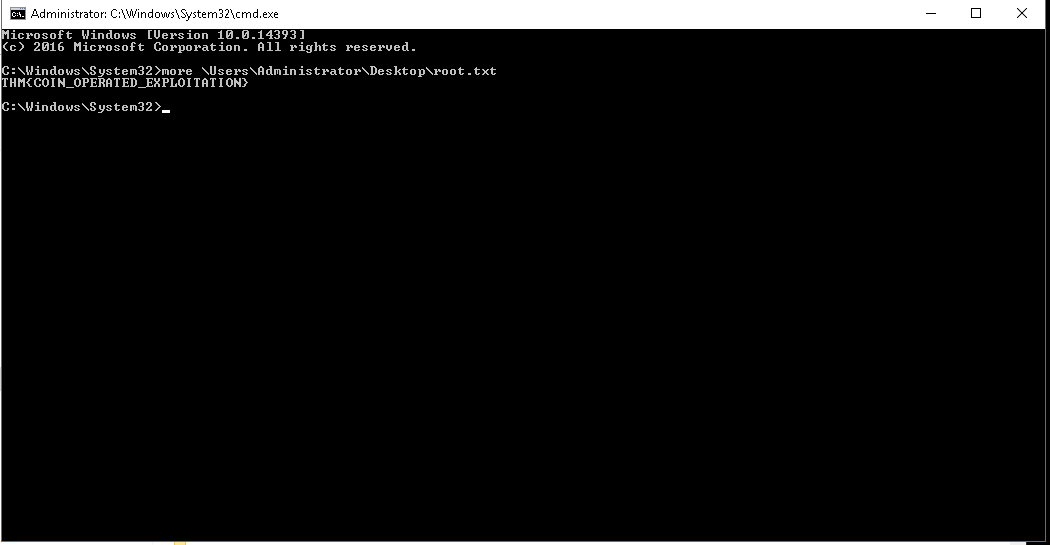 Administrator: C:\Windows\System32\cmd.exe
Microsoft Windows [Version 10.0.14393]
(c) 2016 Microsoft Corporation. All rights reserved.
C:\Windows\System32>more \Users\Administrator\Desktop\root.txt
THM{COIN_OPERATED_EXPLOITATION}
C:\Windows\System32>